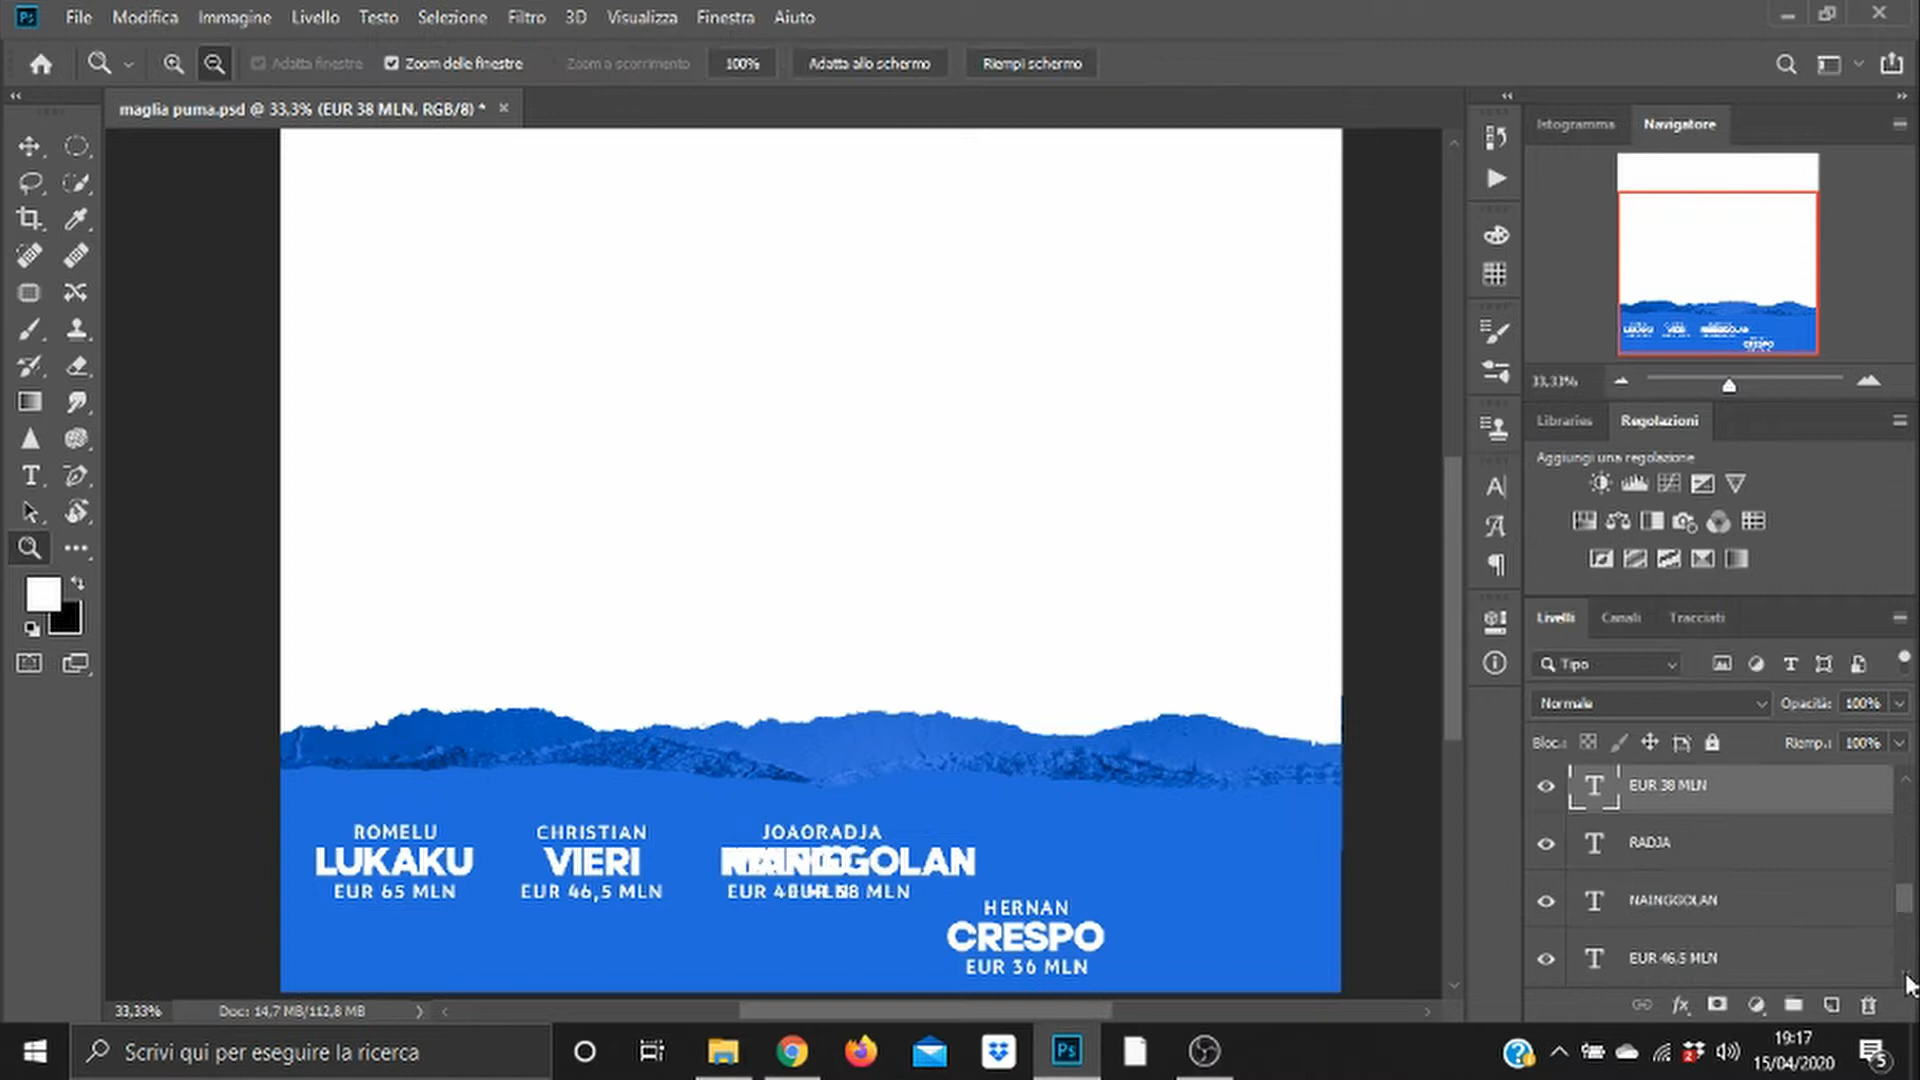 Ps File Modifica Immagine Livello Testo Selezione Filtro 3D Visualizza Finestra Aiuto
Adatta finestre Zoom delle finestre Zoom a scorrimento 100% Adatta allo schermo Riempi schermo
maglia puma.psd @ 33,3% (EUR 38 MLN, RGB/8) *
Istogramma Navigatore
33,33%
Libraries Regolazioni
Aggiungi una regolazione
Livelli Canali Tracciati
Tipo
Normale Opacità: 100%
Bloc.: Riemp.: 100%
EUR 38 MLN
RADJA
NAINGGOLAN
EUR 46,5 MLN
ROMELU
LUKAKU
EUR 65 MLN
CHRISTIAN
VIERI
EUR 46,5 MLN
JOAORADJA
HERNAN
CRESPO
EUR 36 MLN
33,33% Doc: 14,7 MB/112,8 MB
Scrivi qui per eseguire la ricerca
Ps
19:17
15/04/2020
5